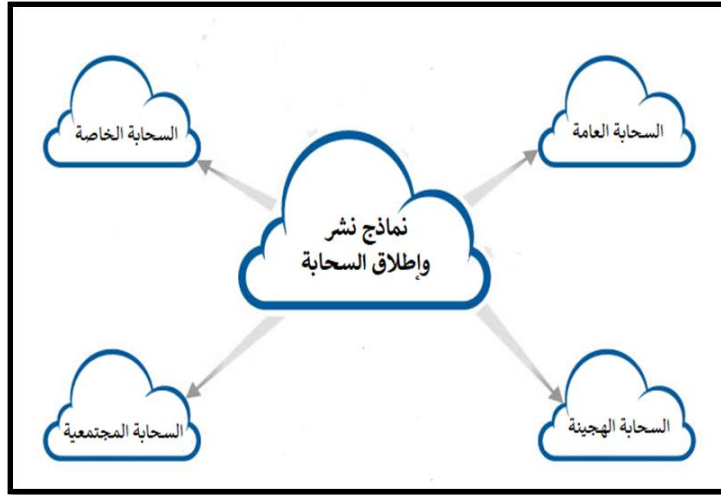 السحابة العامة
السحابة الخاصة
نماذج نشر
وإطلاق السحابة
السحابة الهجينة
السحابة المجتمعية